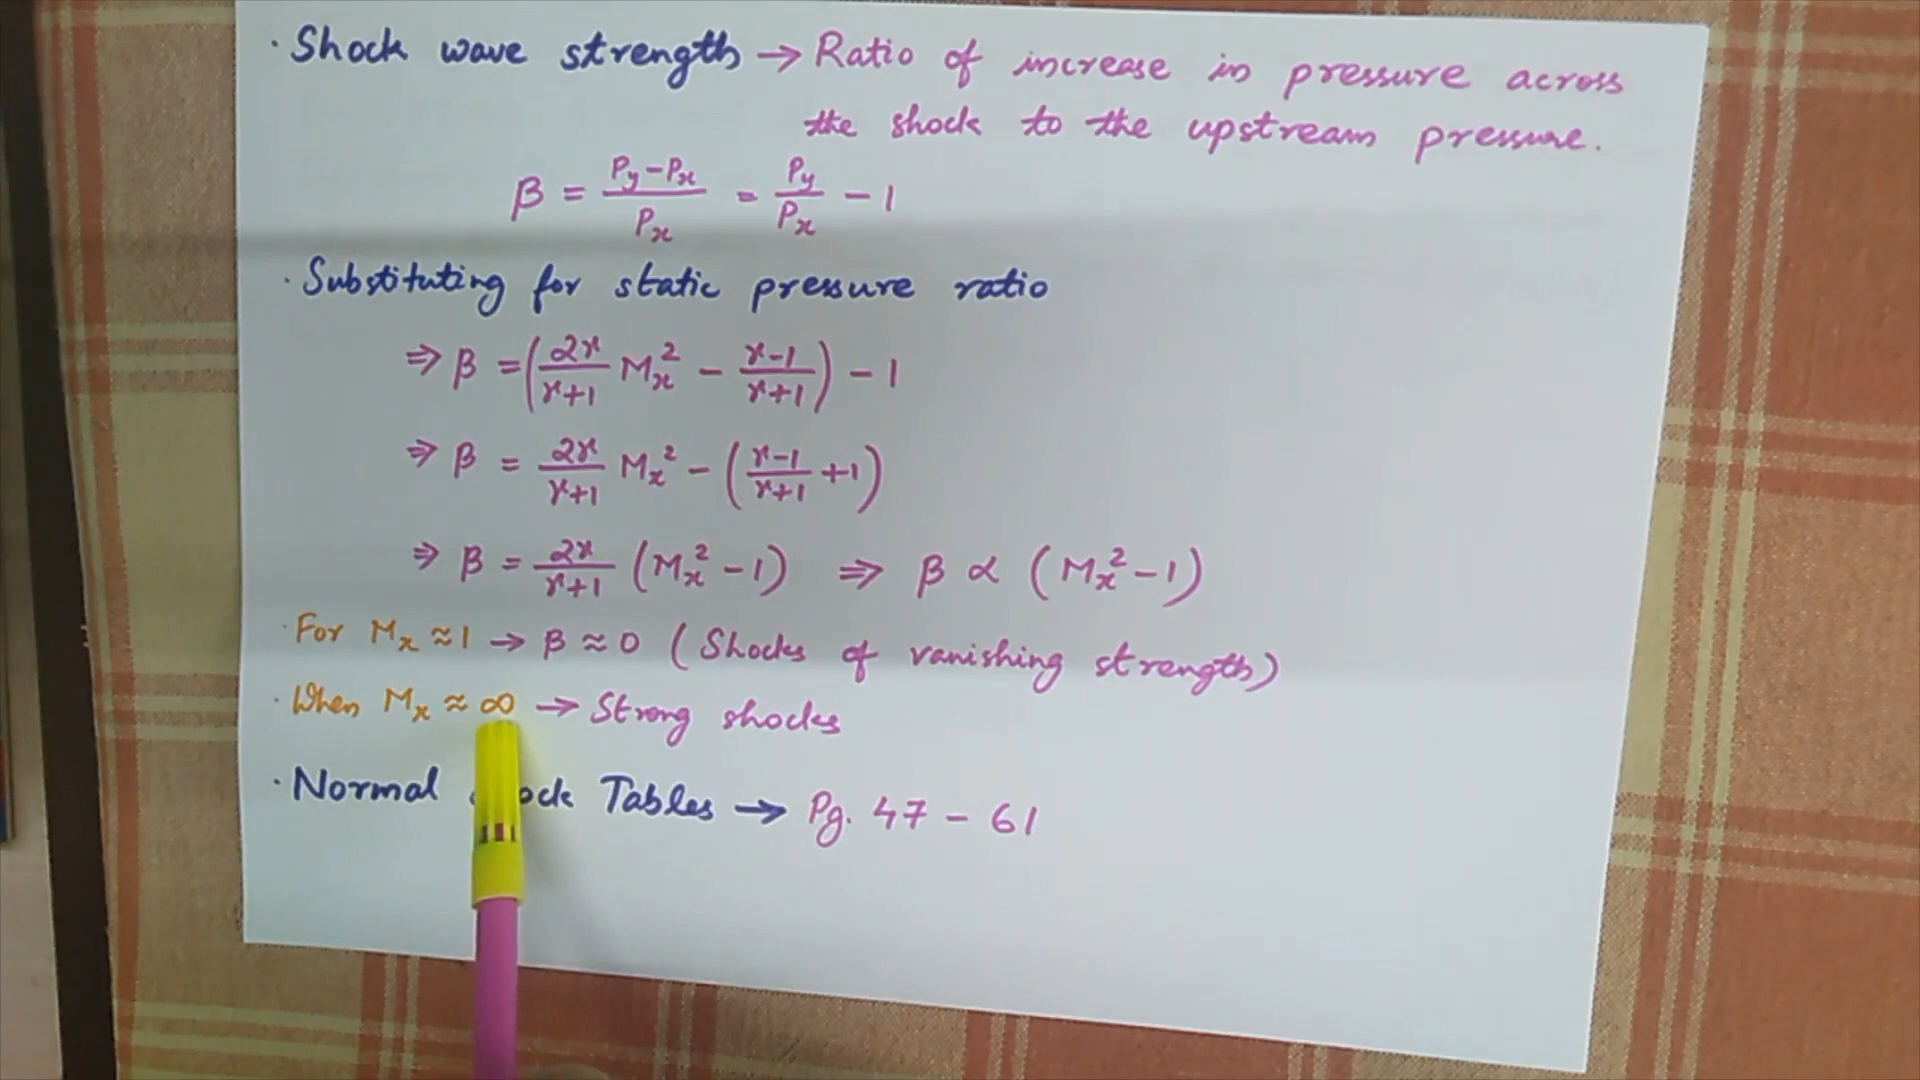 · Shock wave strength → Ratio of increase in pressure across
the shock to the upstream pressure.
β = (Py - Px)/Px = Py/Px - 1
· Substituting for static pressure ratio
⇒ β = (2γ/(γ+1) Mx² - (γ-1)/(γ+1)) - 1
⇒ β = 2γ/(γ+1) Mx² - ((γ-1)/(γ+1) + 1)
⇒ β = 2γ/(γ+1) (Mx² - 1) ⇒ β ∝ (Mx² - 1)
· For Mx ≈ 1 → β ≈ 0 (Shocks of vanishing strength)
· When Mx ≈ ∞ → Strong shocks
· Normal ock Tables → Pg. 47 - 61